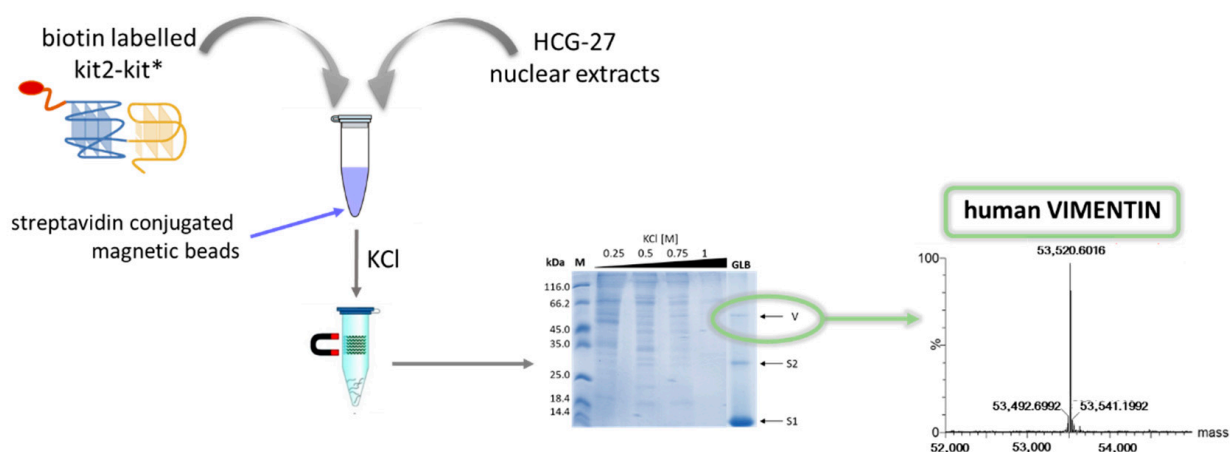 biotin labelled
kit2-kit*
HCG-27
nuclear extracts
streptavidin conjugated
magnetic beads
KCl
KCl [M]
kDa M 0.25 0.5 0.75 1 GLB
116.0
66.2
45.0
35.0
25.0
18.4
14.4
V
S2
S1
human VIMENTIN
53,520.6016
100
%
53,492.6992 53,541.1992
0
mass
52,000 53,000 54,000